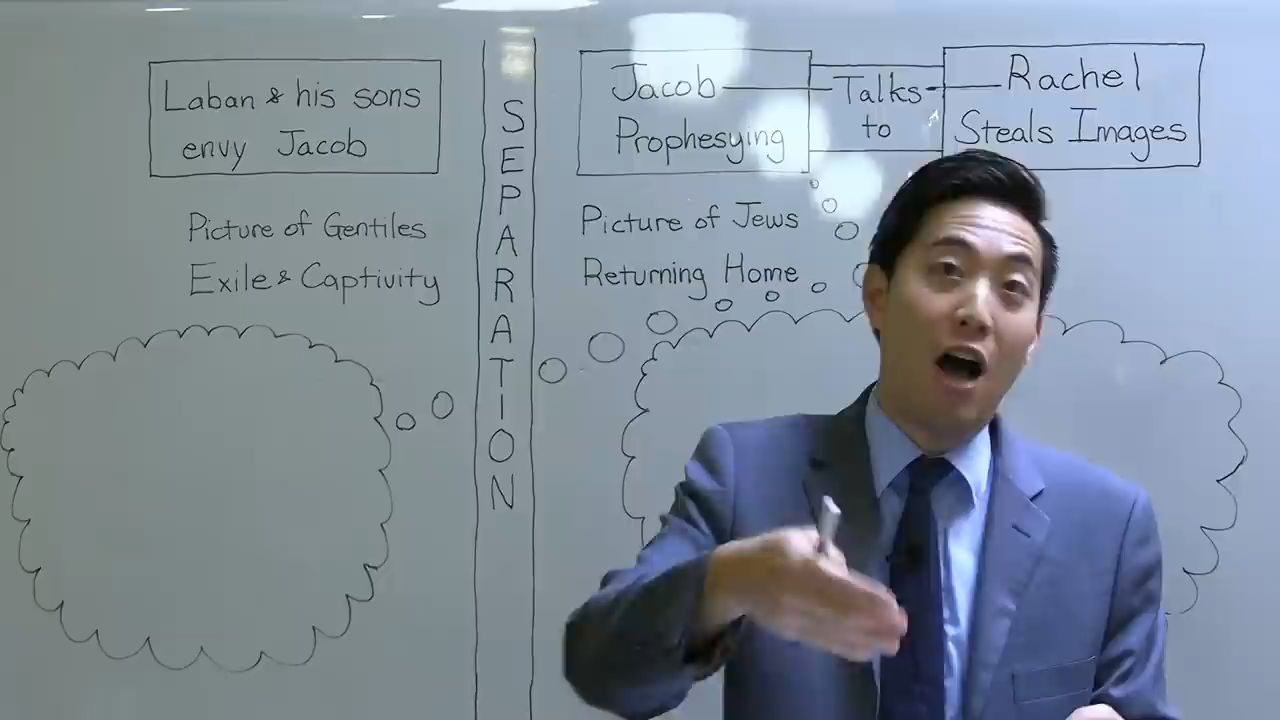 Laban & his sons
envy Jacob
Picture of Gentiles
Exile & Captivity
SEPARATION
Jacob
Prophesying
Talks
to
Rachel
Steals Images
Picture of Jews
Returning Home